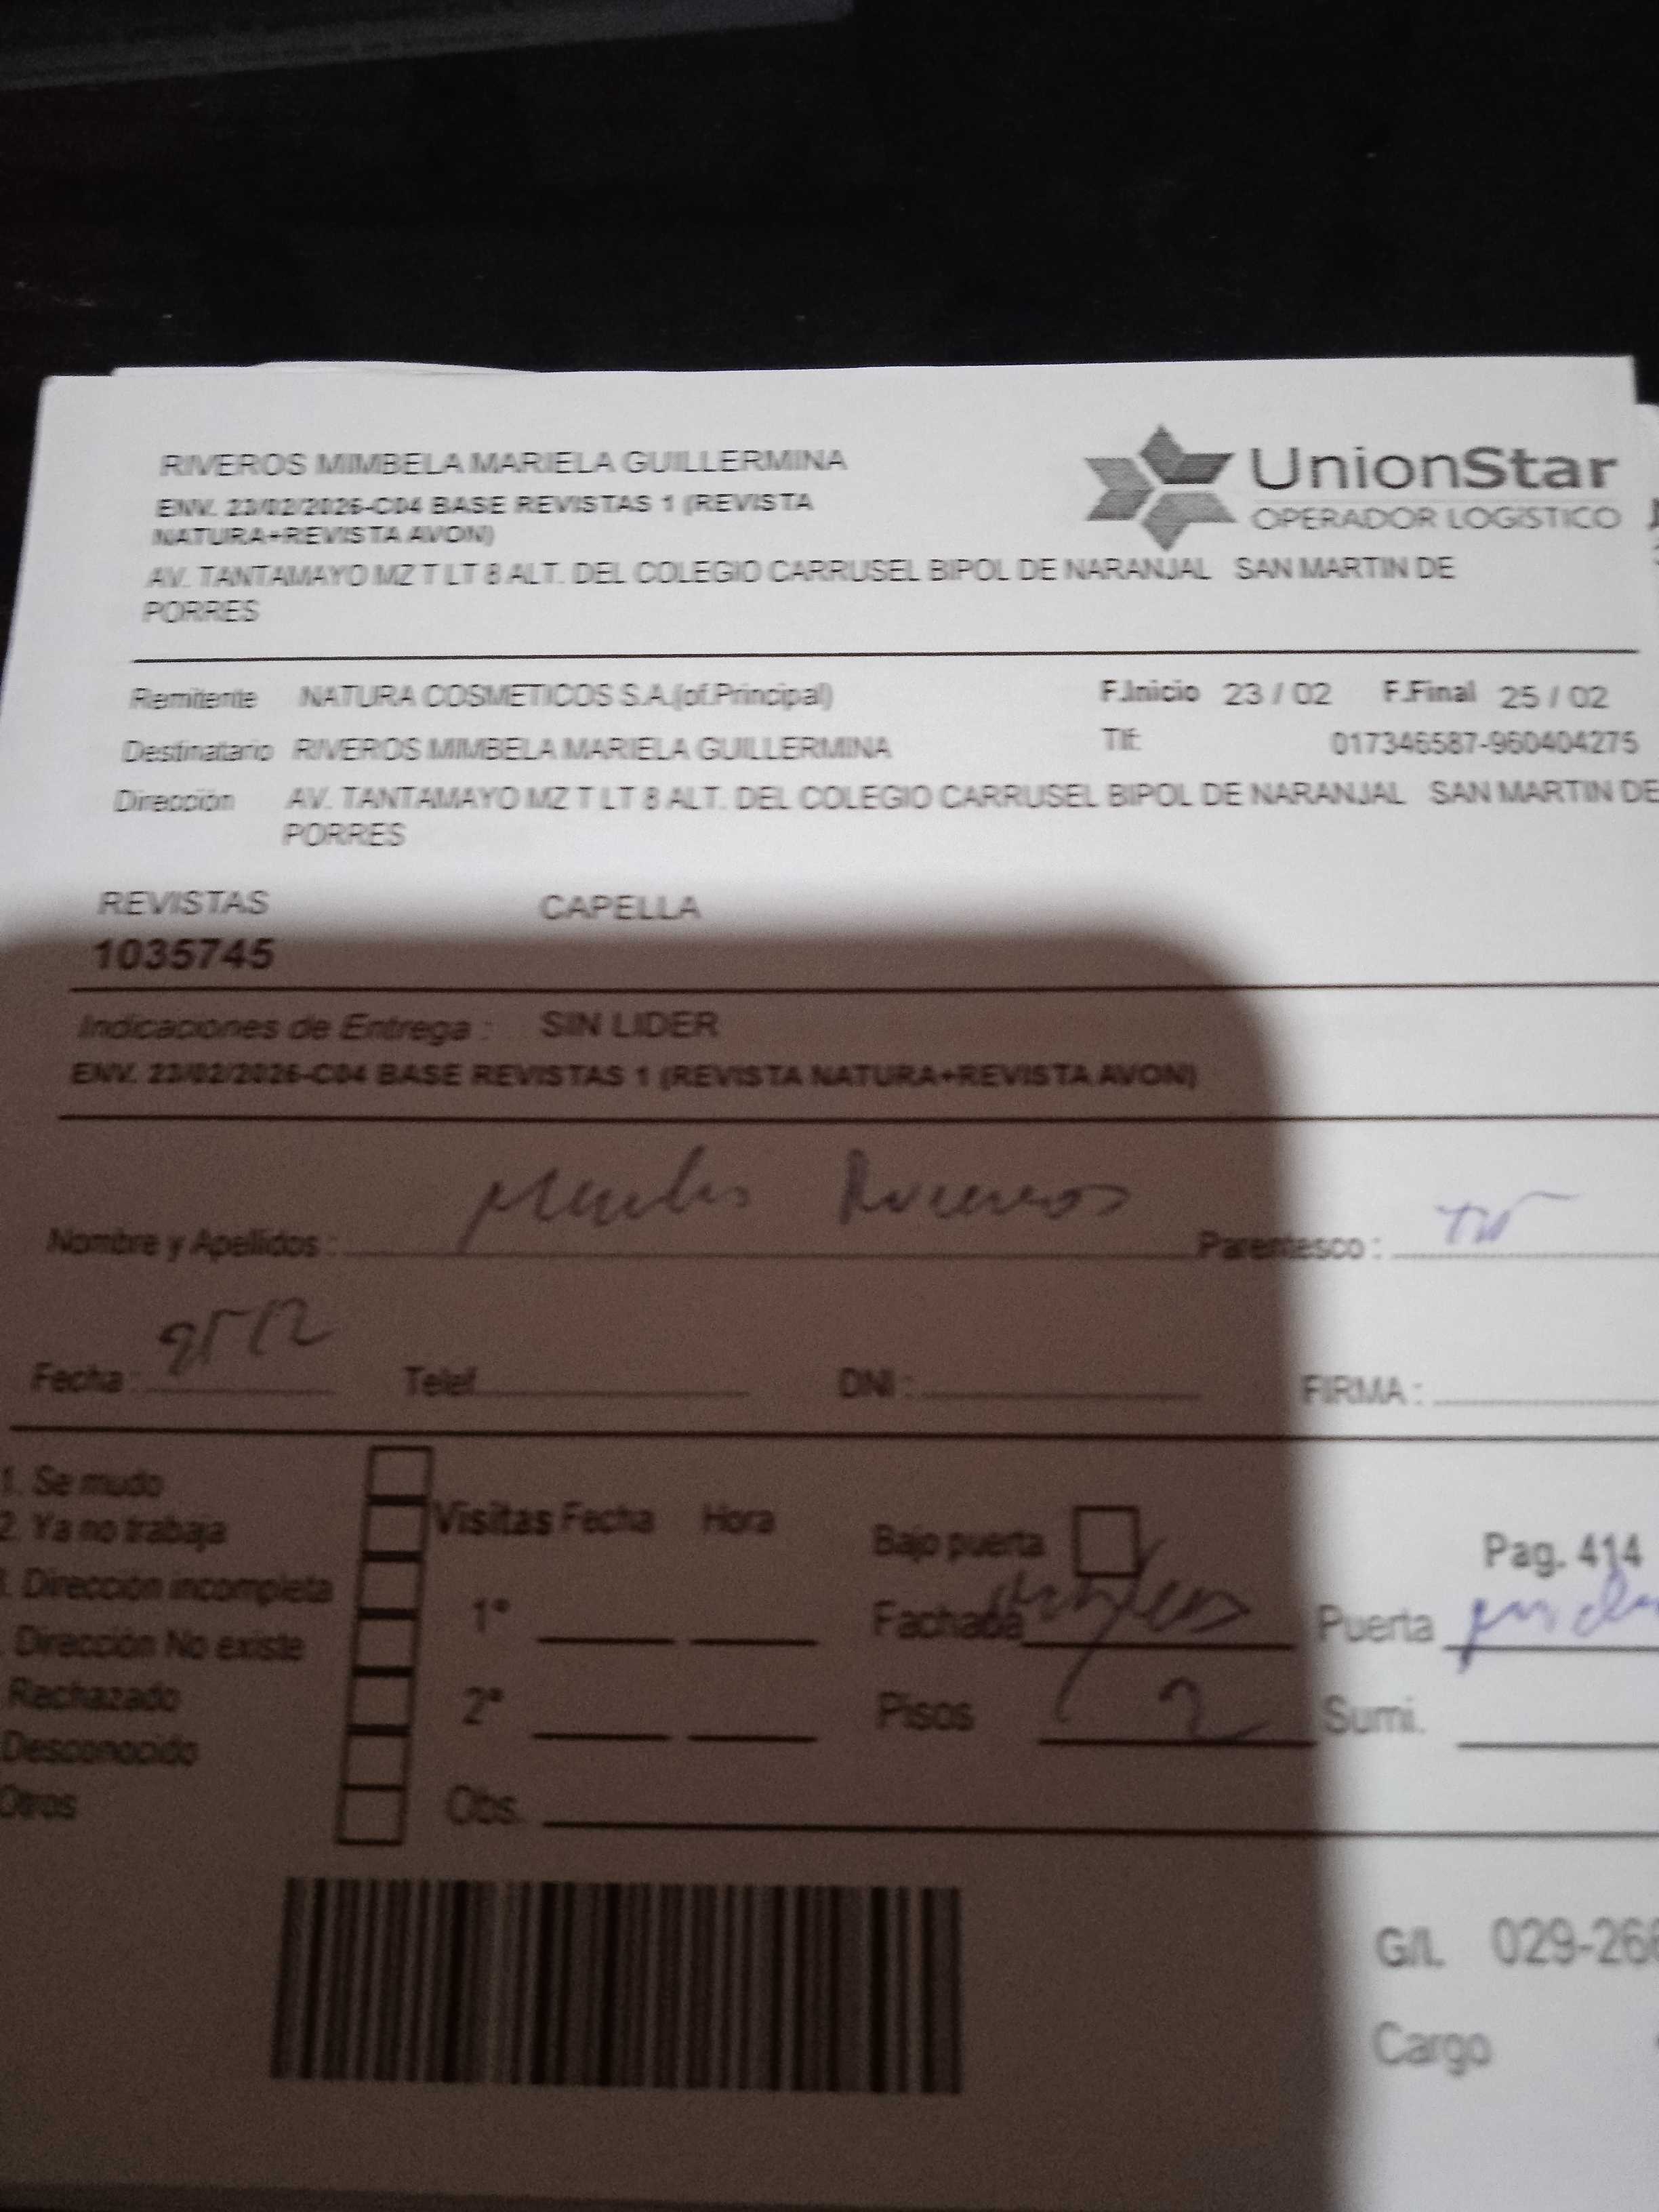 RIVEROS MIMBELA MARIELA GUILLERMINA
UnionStar
OPERADOR LOGÍSTICO
ENV. 23/02/2026-C04 BASE REVISTAS 1 (REVISTA
NATURA+REVISTA AVON)
AV. TANTAMAYO MZ T LT 8 ALT. DEL COLEGIO CARRUSEL BIPOL DE NARANJAL SAN MARTIN DE
PORRES
Remitente NATURA COSMETICOS S.A.(of.Principal) F.Inicio 23 / 02 F.Final 25 / 02
Destinatario RIVEROS MIMBELA MARIELA GUILLERMINA Tlf: 017346587-960404275
Dirección AV. TANTAMAYO MZ T LT 8 ALT. DEL COLEGIO CARRUSEL BIPOL DE NARANJAL SAN MARTIN DE
PORRES
REVISTAS CAPELLA
1035745
Indicaciones de Entrega : SIN LIDER
ENV. 23/02/2026-C04 BASE REVISTAS 1 (REVISTA NATURA+REVISTA AVON)
Nombre y Apellidos : Parentesco :
Fecha : Telef. DNI : FIRMA :
1. Se mudo
2. Ya no trabaja
. Dirección incompleta
. Dirección No existe
Rechazado
Desconocido
Otros
Visitas Fecha Hora
1º
2º
Obs.
Bajo puerta Pag. 414
Fachada Puerta
Pisos 2 Sumi.
G/L 029-266
Cargo